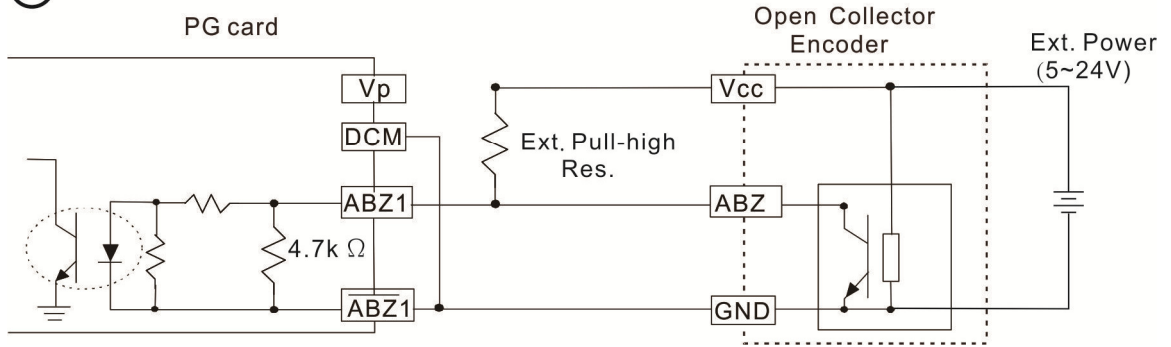 PG card
Open Collector
Encoder
Ext. Power
(5~24V)
Vp
Vcc
DCM
Ext. Pull-high
Res.
ABZ1
ABZ
4.7k Ω
A̅B̅Z̅1
GND